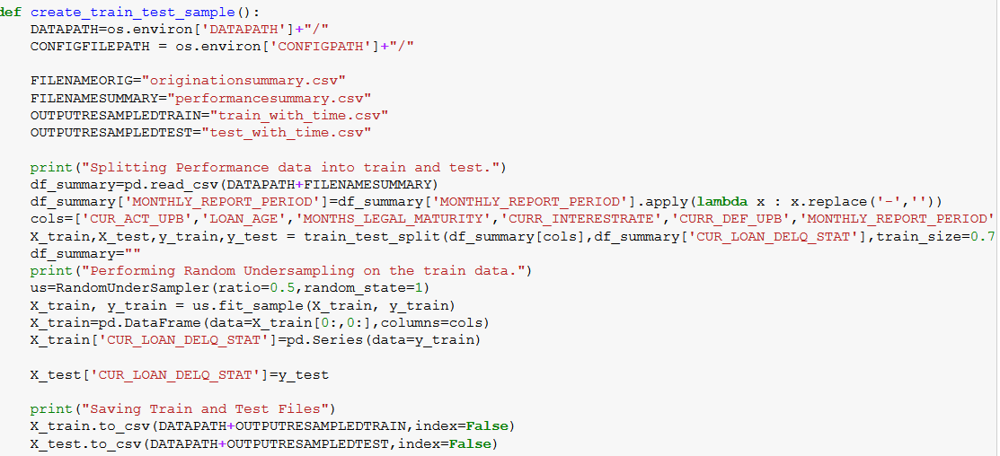 def create_train_test_sample():
    DATAPATH=os.environ['DATAPATH']+"/"
    CONFIGFILEPATH = os.environ['CONFIGPATH']+"/"

    FILENAMEORIG="originationsummary.csv"
    FILENAMESUMMARY="performancesummary.csv"
    OUTPUTRESAMPLEDTRAIN="train_with_time.csv"
    OUTPUTRESAMPLEDTEST="test_with_time.csv"

    print("Splitting Performance data into train and test.")
    df_summary=pd.read_csv(DATAPATH+FILENAMESUMMARY)
    df_summary['MONTHLY_REPORT_PERIOD']=df_summary['MONTHLY_REPORT_PERIOD'].apply(lambda x : x.replace('-',''))
    cols=['CUR_ACT_UPB','LOAN_AGE','MONTHS_LEGAL_MATURITY','CURR_INTERESTRATE','CURR_DEF_UPB','MONTHLY_REPORT_PERIOD'
    X_train,X_test,y_train,y_test = train_test_split(df_summary[cols],df_summary['CUR_LOAN_DELQ_STAT'],train_size=0.7
    df_summary=""
    print("Performing Random Undersampling on the train data.")
    us=RandomUnderSampler(ratio=0.5,random_state=1)
    X_train, y_train = us.fit_sample(X_train, y_train)
    X_train=pd.DataFrame(data=X_train[0:,0:],columns=cols)
    X_train['CUR_LOAN_DELQ_STAT']=pd.Series(data=y_train)

    X_test['CUR_LOAN_DELQ_STAT']=y_test

    print("Saving Train and Test Files")
    X_train.to_csv(DATAPATH+OUTPUTRESAMPLEDTRAIN,index=False)
    X_test.to_csv(DATAPATH+OUTPUTRESAMPLEDTEST,index=False)